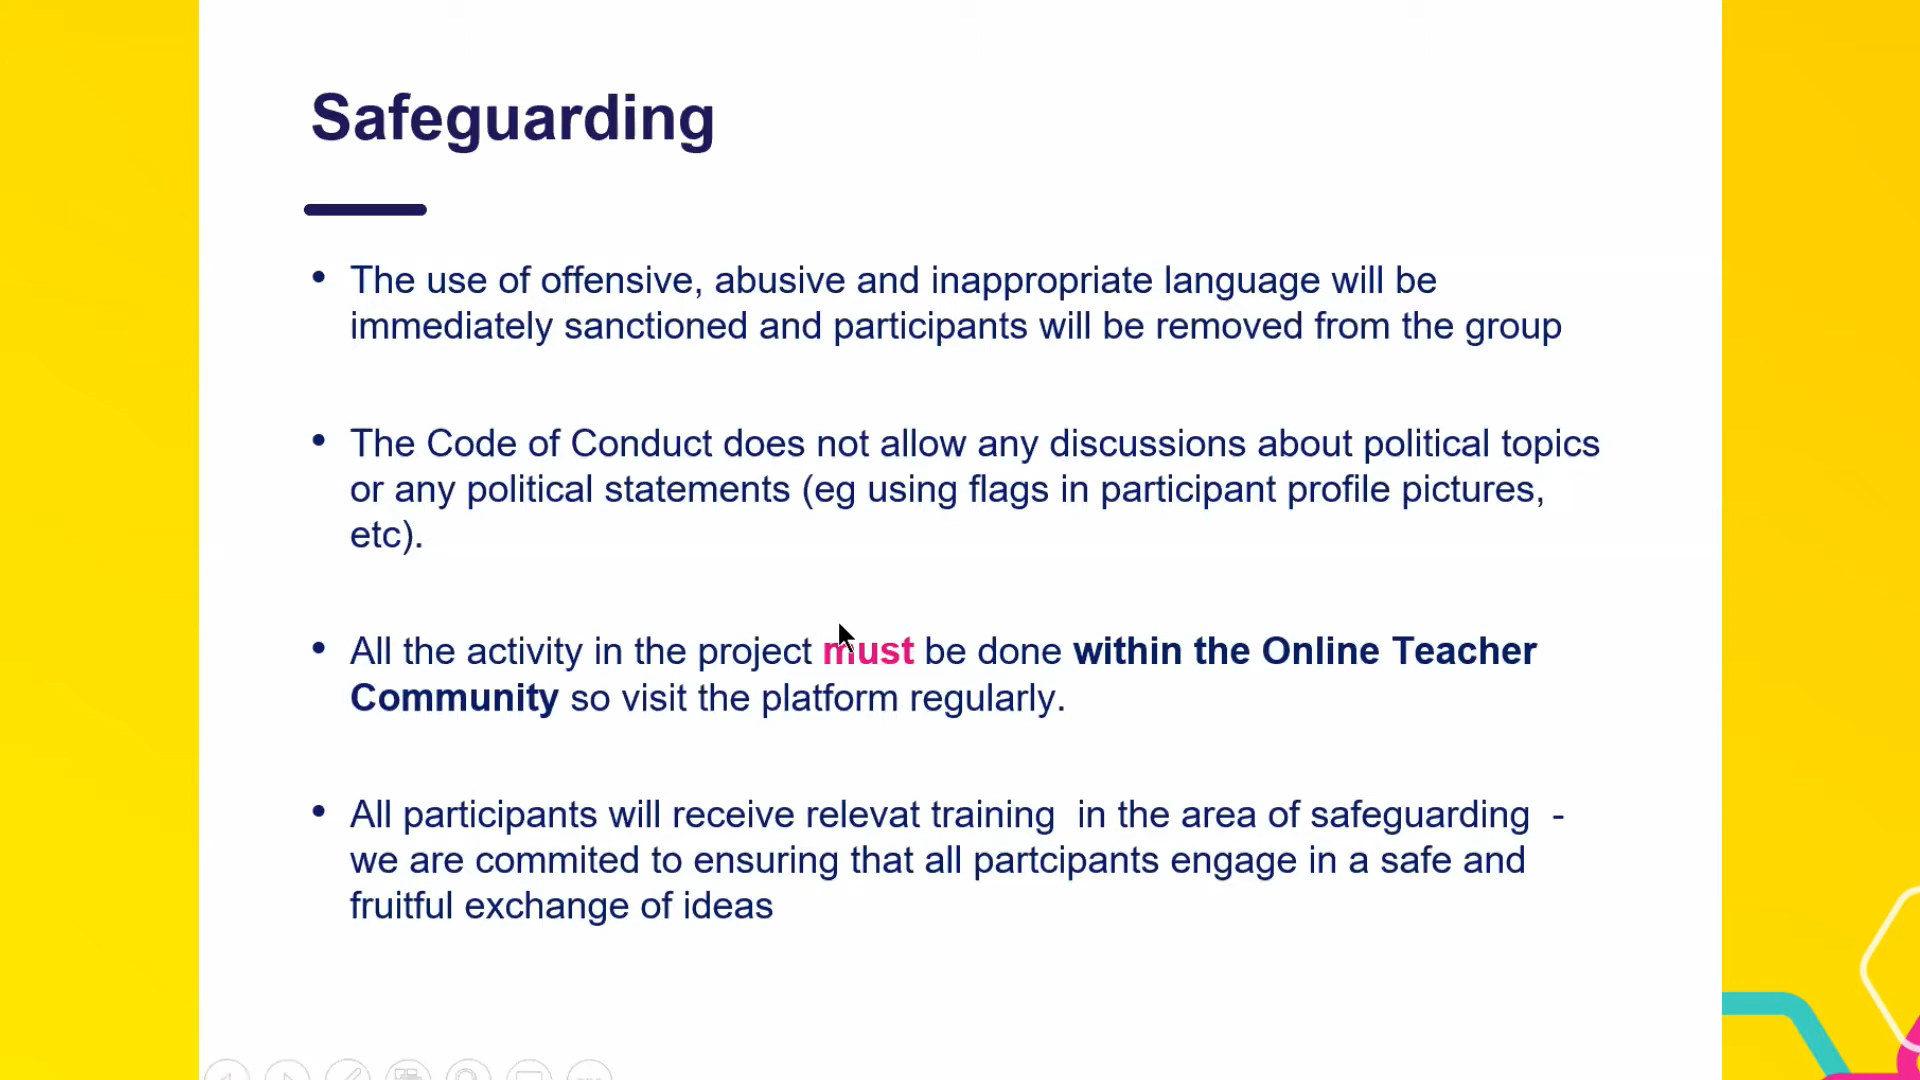 Safeguarding
• The use of offensive, abusive and inappropriate language will be
immediately sanctioned and participants will be removed from the group
• The Code of Conduct does not allow any discussions about political topics
or any political statements (eg using flags in participant profile pictures,
etc).
• All the activity in the project must be done within the Online Teacher
Community so visit the platform regularly.
• All participants will receive relevat training  in the area of safeguarding  -
we are commited to ensuring that all partcipants engage in a safe and
fruitful exchange of ideas